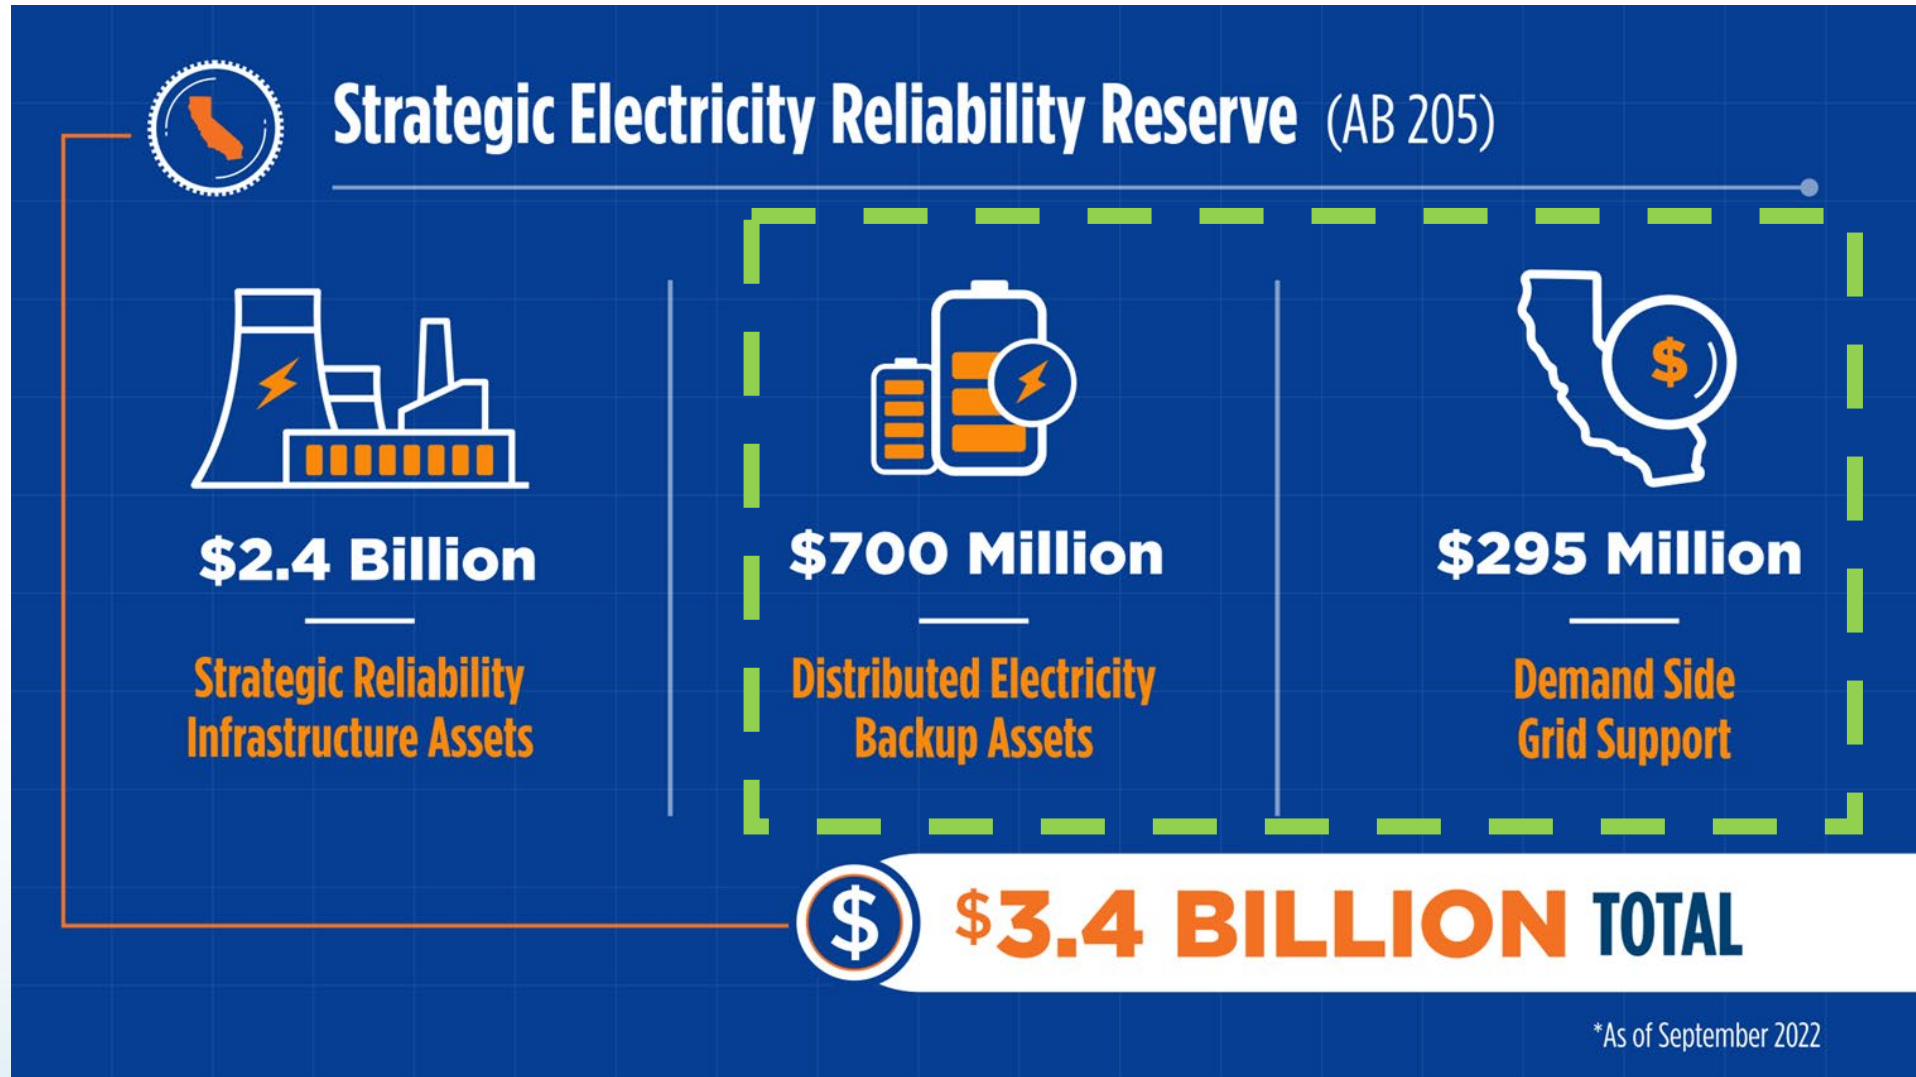 Strategic Electricity Reliability Reserve (AB 205)
$2.4 Billion
Strategic Reliability
Infrastructure Assets
$700 Million
Distributed Electricity
Backup Assets
$
$295 Million
Demand Side
Grid Support
$
$3.4 BILLION TOTAL
*As of September 2022